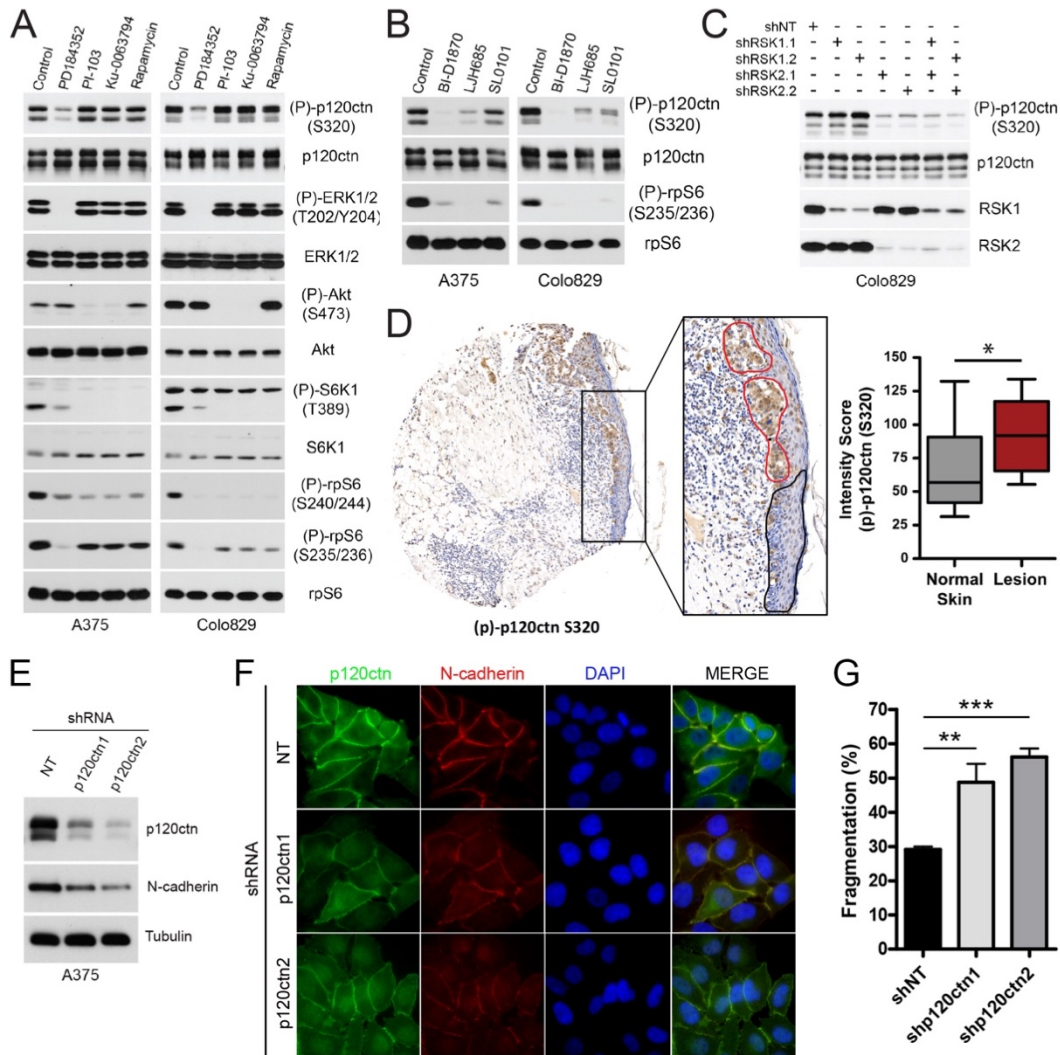 A
Control
PD184352
PI-103
Ku-0063794
Rapamycin
Control
PD184352
PI-103
Ku-0063794
Rapamycin
(P)-p120ctn
(S320)
p120ctn
(P)-ERK1/2
(T202/Y204)
ERK1/2
(P)-Akt
(S473)
Akt
(P)-S6K1
(T389)
S6K1
(P)-rpS6
(S240/244)
(P)-rpS6
(S235/236)
rpS6
A375
Colo829
B
Control
BI-D1870
LJH685
SL0101
Control
BI-D1870
LJH685
SL0101
(P)-p120ctn
(S320)
p120ctn
(P)-rpS6
(S235/236)
rpS6
A375
Colo829
C
shNT +
shRSK1.1 + +
shRSK1.2 + +
shRSK2.1 + +
shRSK2.2 + +
(P)-p120ctn
(S320)
p120ctn
RSK1
RSK2
Colo829
D
(p)-p120ctn S320
Intensity Score
(p)-p120ctn (S320)
150
125
100
75
50
25
0
*
Normal
Skin
Lesion
E
shRNA
NT
p120ctn1
p120ctn2
p120ctn
N-cadherin
Tubulin
A375
F
p120ctn
N-cadherin
DAPI
MERGE
shRNA
NT
p120ctn1
p120ctn2
G
Fragmentation (%)
70
60
50
40
30
20
10
0
***
**
shNT
shp120ctn1
shp120ctn2